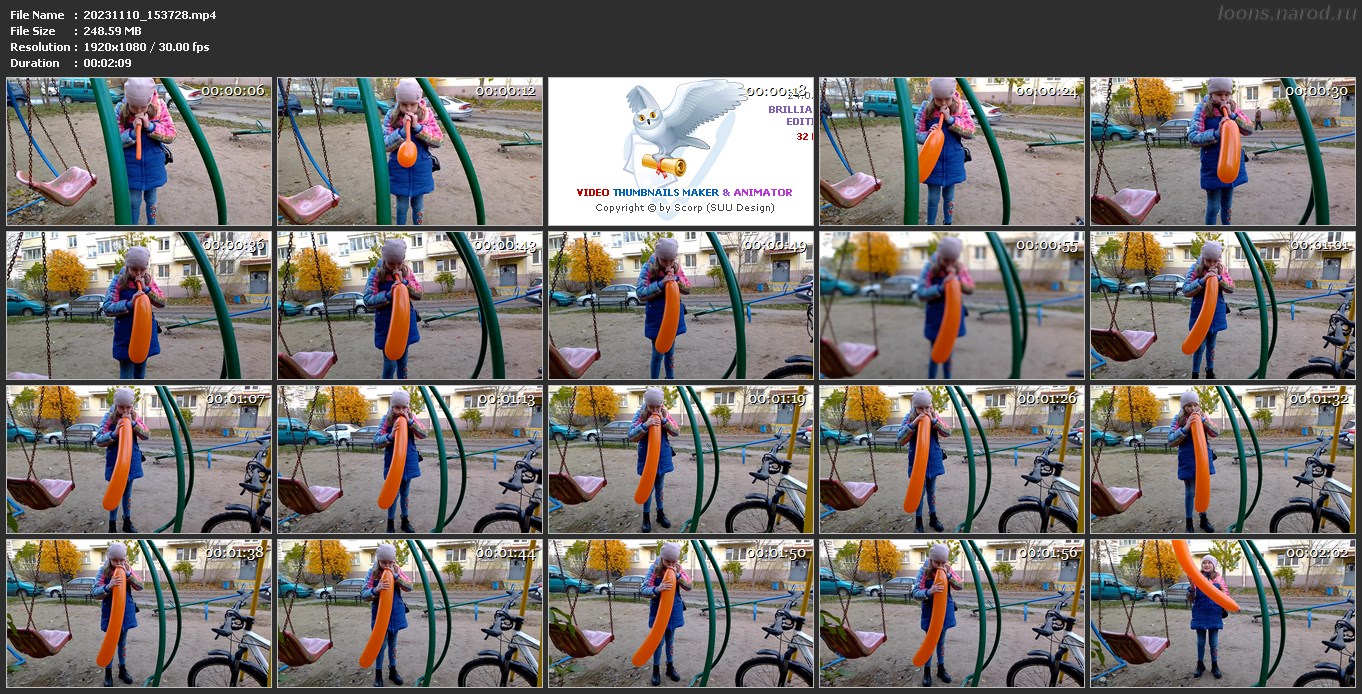 File Name : 20231110_153728.mp4
loons.narod.ru
File Size : 248.59 MB
Resolution : 1920x1080 / 30.00 fps
Duration : 00:02:09
00:00:06
00:00:12
00:00:18
BRILLIA
EDIT
32
VIDEO THUMBNAILS MAKER & ANIMATOR
Copyright © by Scorp (SUU Design)
00:00:24
00:00:30
00:00:36
00:00:43
00:00:49
00:00:55
00:01:01
00:01:07
00:01:13
00:01:19
00:01:26
00:01:32
00:01:38
00:01:44
00:01:50
00:01:56
00:02:02